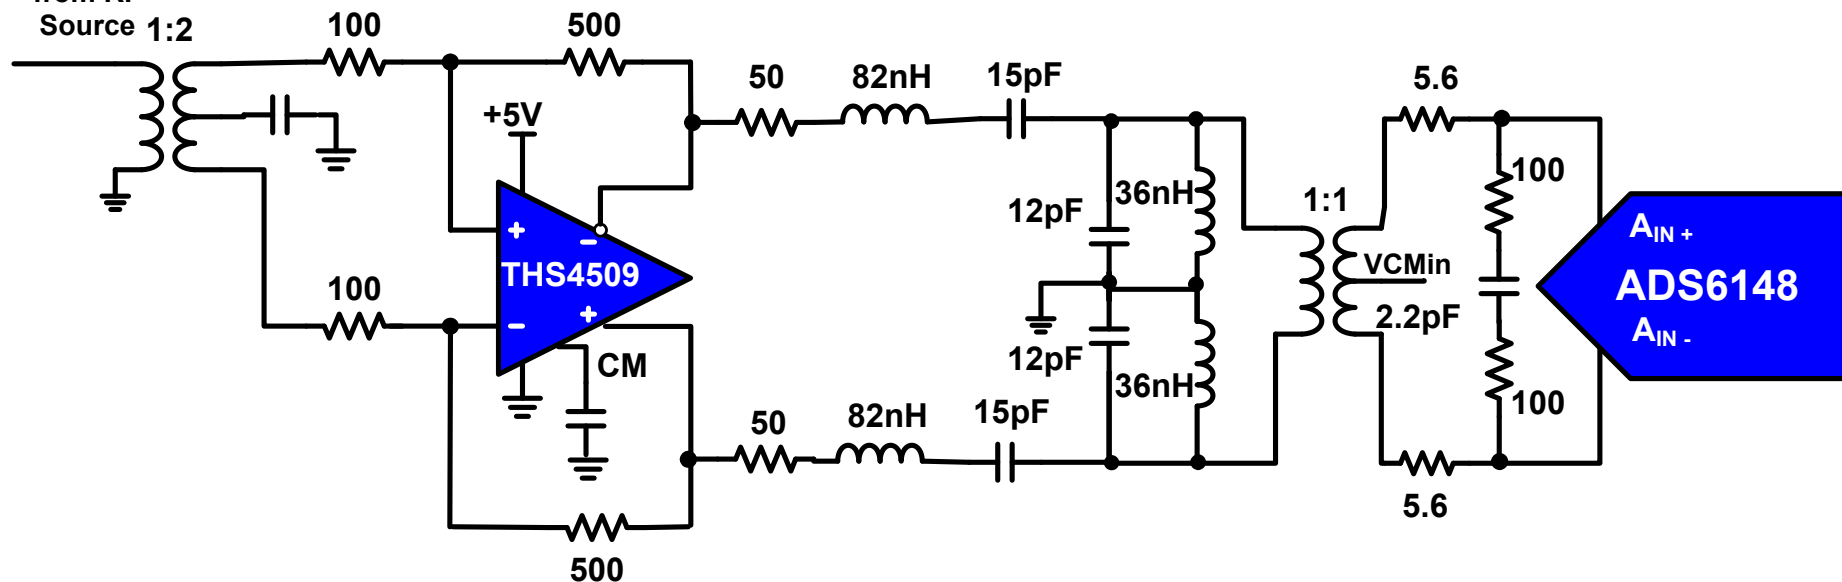 Source 1:2
100
500
+5V
50
82nH
15pF
5.6
100
12pF
36nH
1:1
AIN +
+
−
THS4509
VCMin
ADS6148
100
−
+
2.2pF
AIN -
CM
12pF
36nH
100
50
82nH
15pF
5.6
500